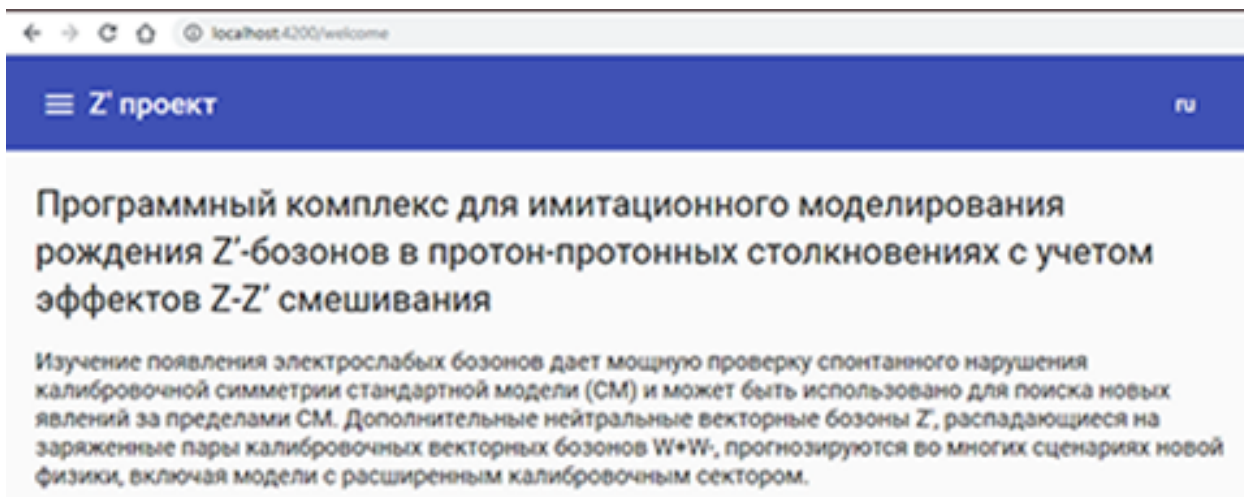 localhost:4200/welcome
Z' проект
ru
Программный комплекс для имитационного моделирования
рождения Z′-бозонов в протон-протонных столкновениях с учетом
эффектов Z-Z′ смешивания
Изучение появления электрослабых бозонов дает мощную проверку спонтанного нарушения
калибровочной симметрии стандартной модели (СМ) и может быть использовано для поиска новых
явлений за пределами СМ. Дополнительные нейтральные векторные бозоны Z′, распадающиеся на
заряженные пары калибровочных векторных бозонов W+W-, прогнозируются во многих сценариях новой
физики, включая модели с расширенным калибровочным сектором.